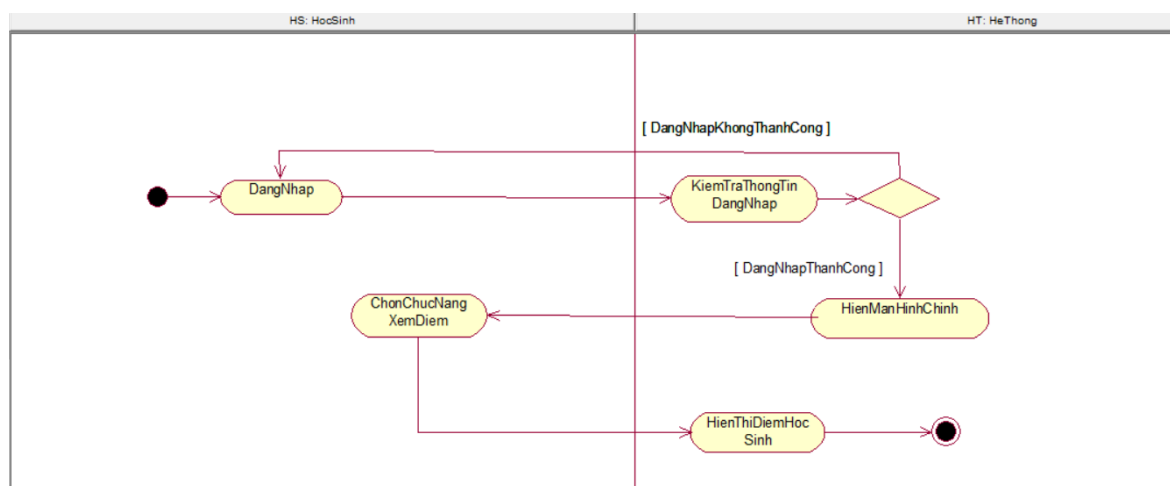 HS: HocSinh
HT: HeThong
[ DangNhapKhongThanhCong ]
DangNhap
KiemTraThongTin
DangNhap
[ DangNhapThanhCong ]
ChonChucNang
XemDiem
HienManHinhChinh
HienThiDiemHoc
Sinh